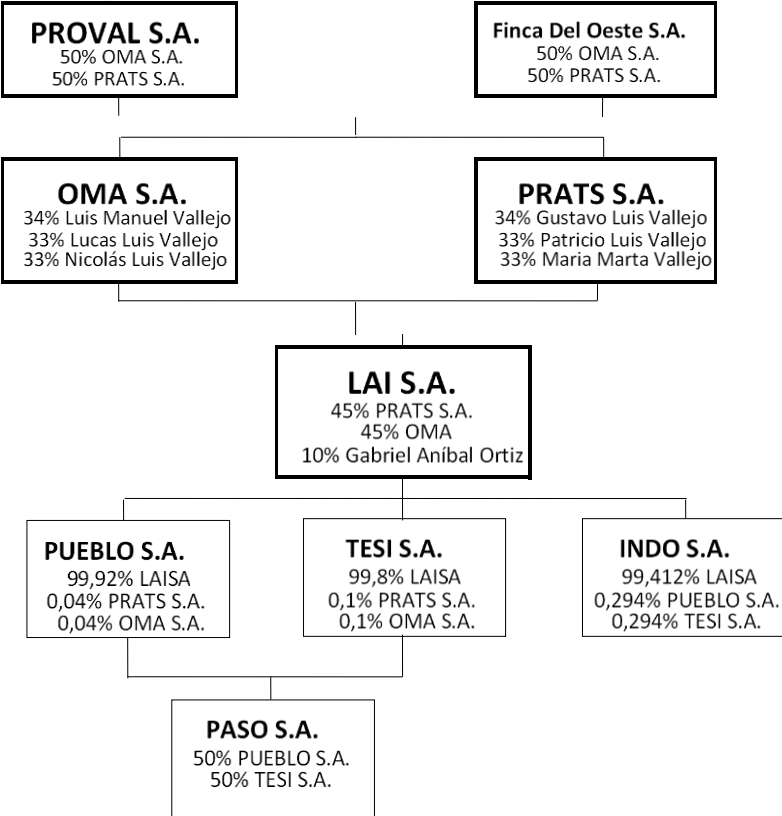 PROVAL S.A.
50% OMA S.A.
50% PRATS S.A.
Finca Del Oeste S.A.
50% OMA S.A.
50% PRATS S.A.
OMA S.A.
34% Luis Manuel Vallejo
33% Lucas Luis Vallejo
33% Nicolás Luis Vallejo
PRATS S.A.
34% Gustavo Luis Vallejo
33% Patricio Luis Vallejo
33% Maria Marta Vallejo
LAI S.A.
45% PRATS S.A.
45% OMA
10% Gabriel Aníbal Ortiz
PUEBLO S.A.
99,92% LAISA
0,04% PRATS S.A.
0,04% OMA S.A.
TESI S.A.
99,8% LAISA
0,1% PRATS S.A.
0,1% OMA S.A.
INDO S.A.
99,412% LAISA
0,294% PUEBLO S.A.
0,294% TESI S.A.
PASO S.A.
50% PUEBLO S.A.
50% TESI S.A.